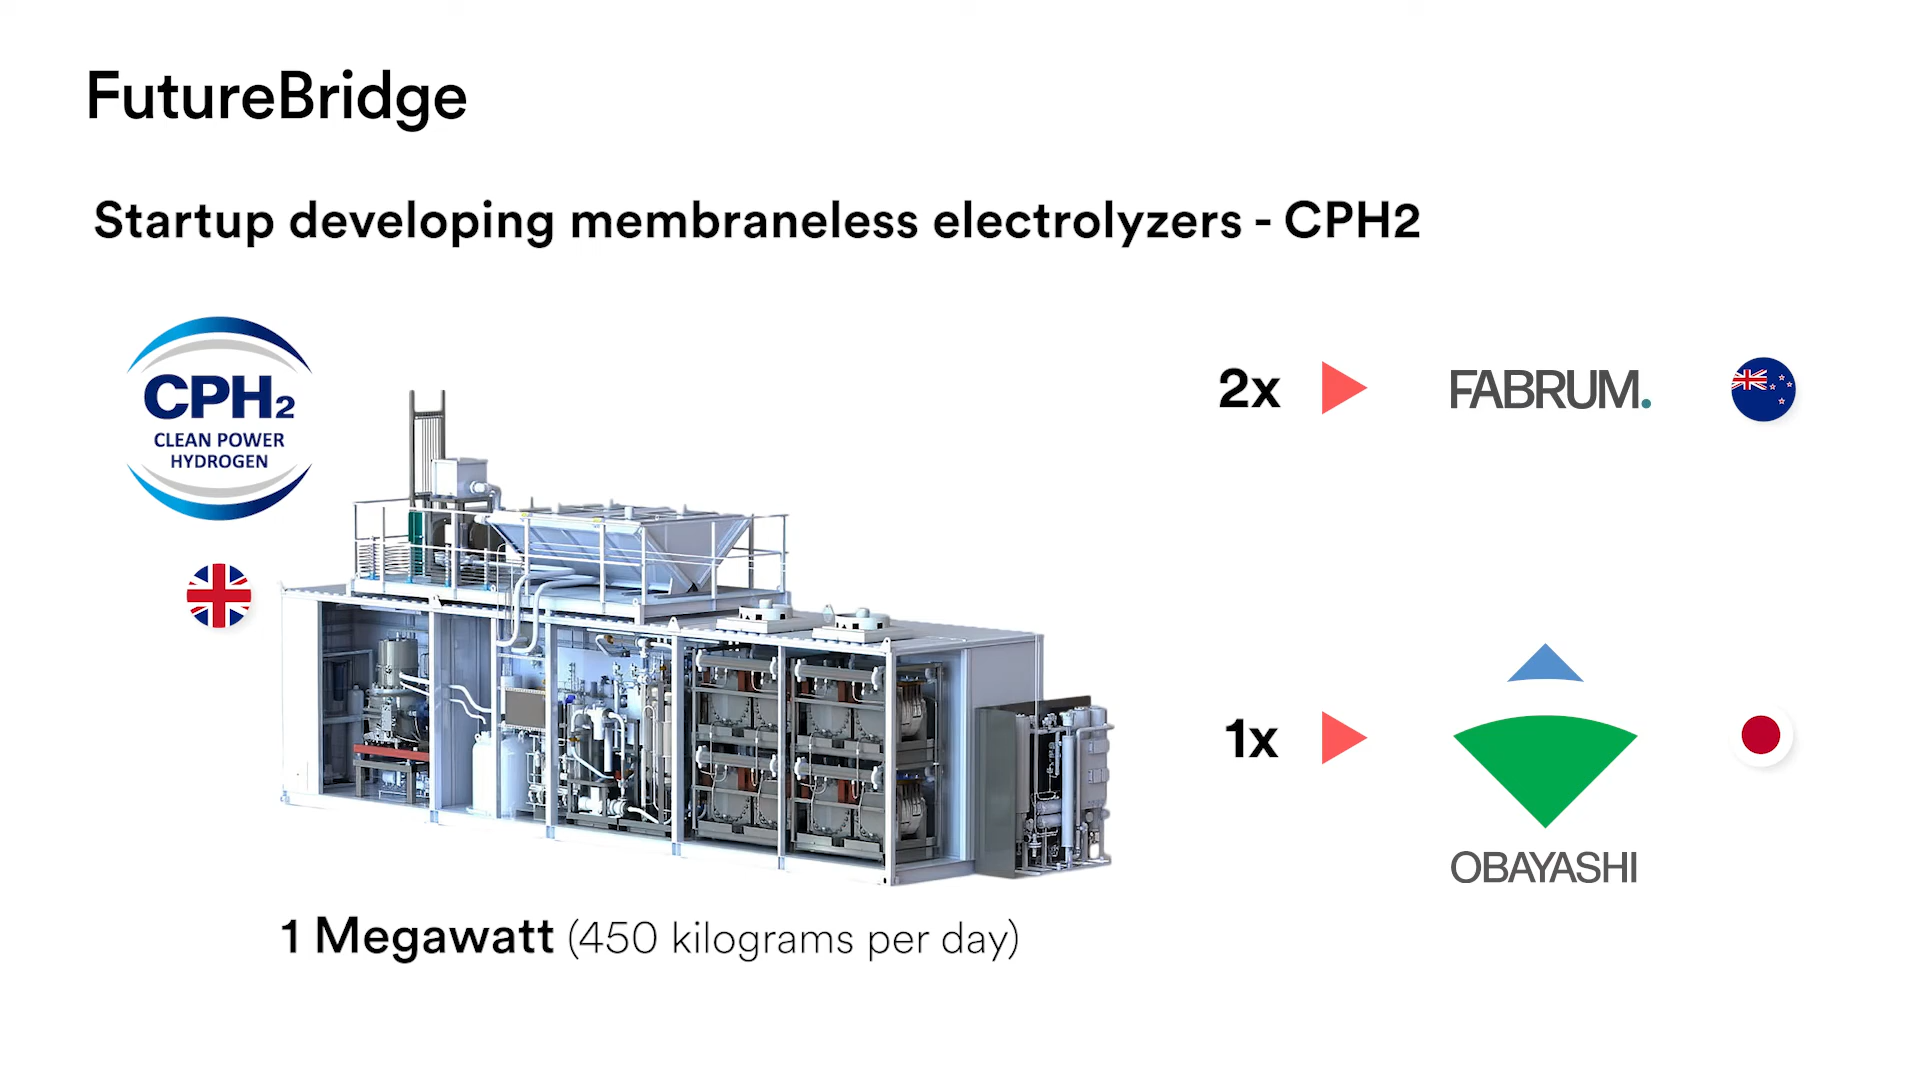 FutureBridge
Startup developing membraneless electrolyzers - CPH2
CPH2
CLEAN POWER
HYDROGEN
2x
FABRUM.
1x
OBAYASHI
1 Megawatt (450 kilograms per day)